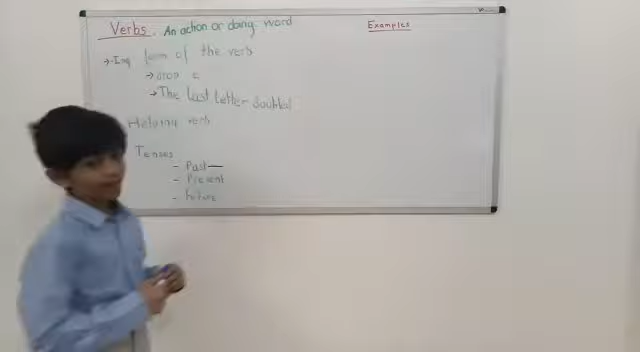 Verbs. An action or doing word
Examples
→ -Ing form of the verb
→ drop e
→ The last letter doubled
Helping verb
Tenses
- Past
- Present
- Future